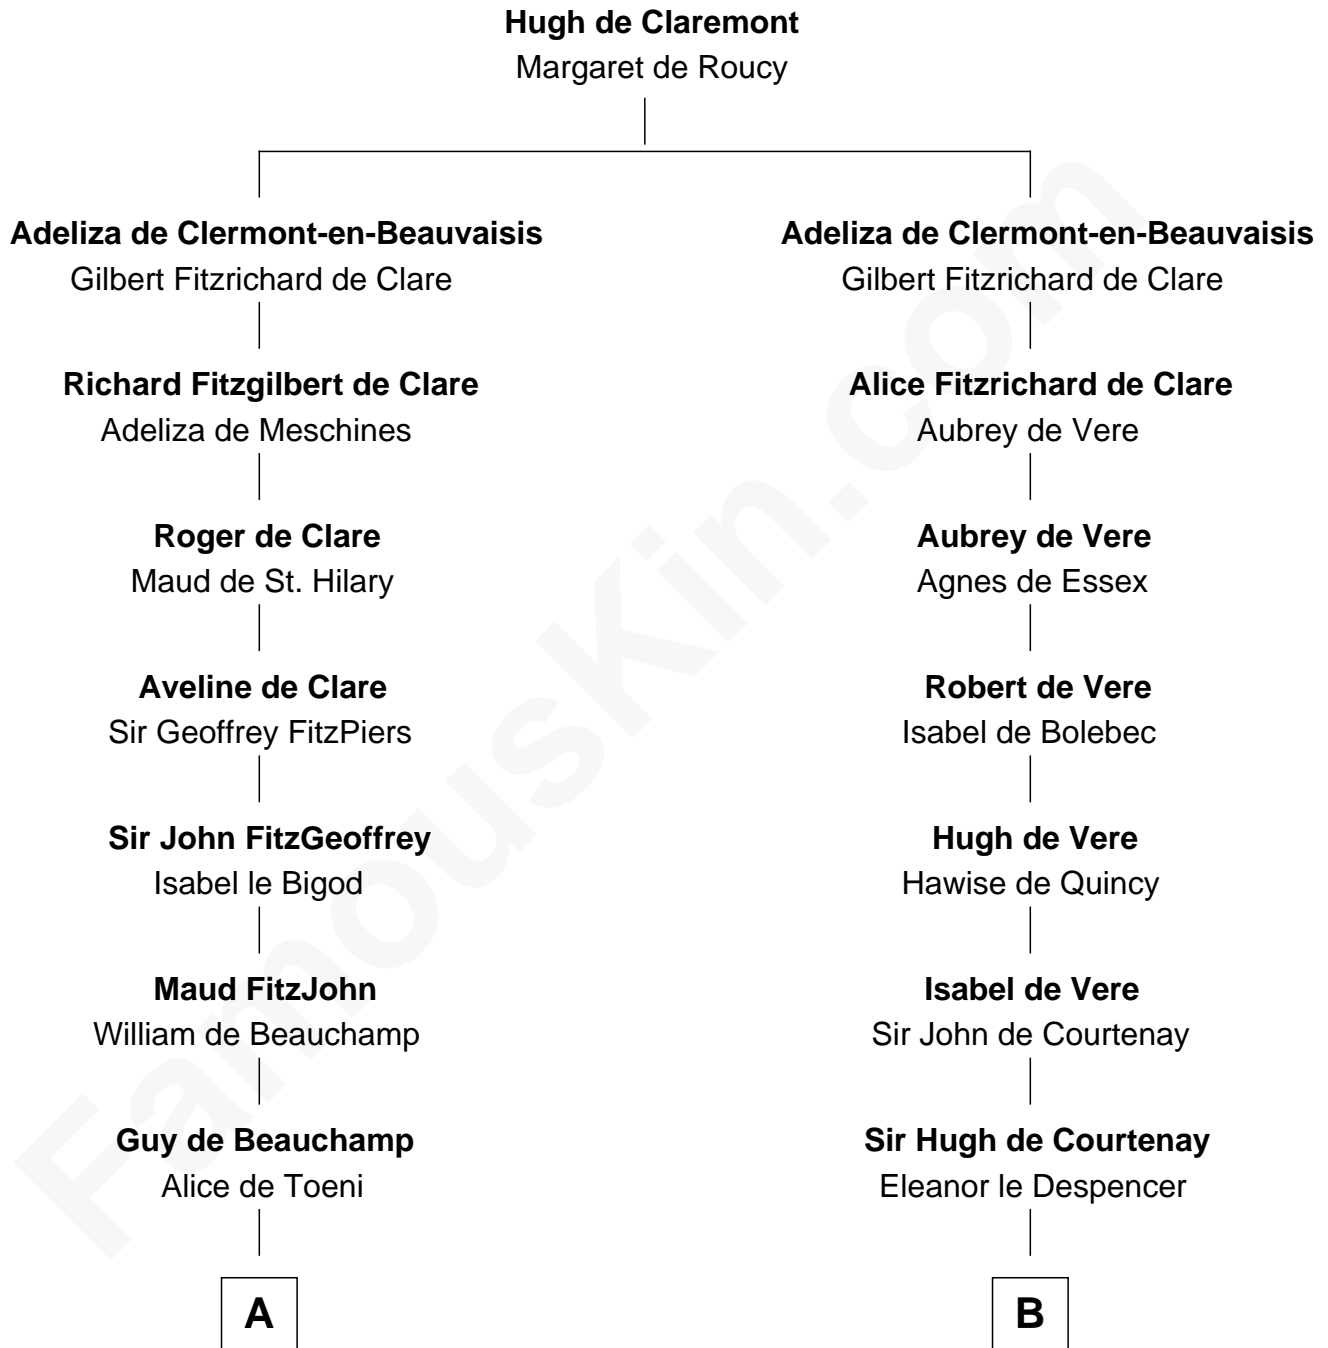 Hugh de Claremont
Margaret de Roucy
Adeliza de Clermont-en-Beauvaisis
Gilbert Fitzrichard de Clare
Adeliza de Clermont-en-Beauvaisis
Gilbert Fitzrichard de Clare
Richard Fitzgilbert de Clare
Adeliza de Meschines
Alice Fitzrichard de Clare
Aubrey de Vere
Roger de Clare
Maud de St. Hilary
Aubrey de Vere
Agnes de Essex
Aveline de Clare
Sir Geoffrey FitzPiers
Robert de Vere
Isabel de Bolebec
Sir John FitzGeoffrey
Isabel le Bigod
Hugh de Vere
Hawise de Quincy
Maud FitzJohn
William de Beauchamp
Isabel de Vere
Sir John de Courtenay
Guy de Beauchamp
Alice de Toeni
Sir Hugh de Courtenay
Eleanor le Despencer
A
B
FamousKin.com